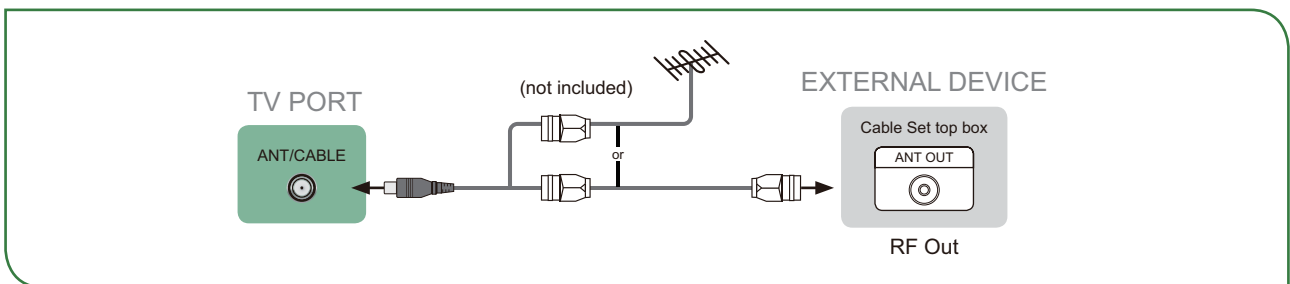 TV PORT
ANT/CABLE
(not included)
or
EXTERNAL DEVICE
Cable Set top box
ANT OUT
RF Out